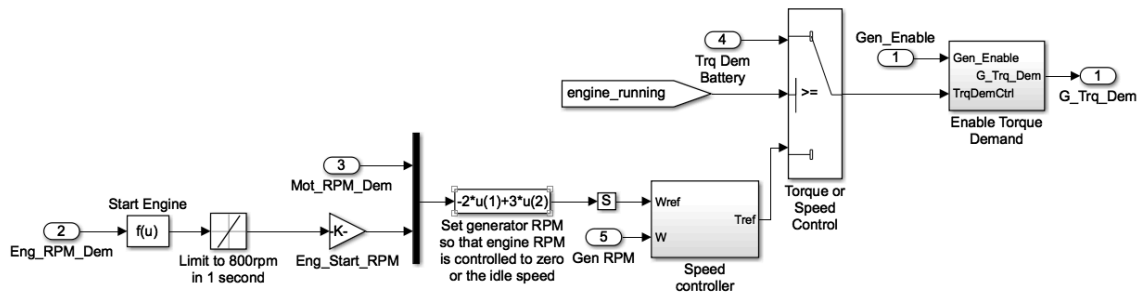 4
Trq Dem
Battery
engine_running
>=
Torque or
Speed
Control
Gen_Enable
1
Gen_Enable
G_Trq_Dem
TrqDemCtrl
Enable Torque
Demand
1
G_Trq_Dem
3
Mot_RPM_Dem
Start Engine
2
Eng_RPM_Dem
f(u)
Limit to 800rpm
in 1 second
-K-
Eng_Start_RPM
-2*u(1)+3*u(2)
Set generator RPM
so that engine RPM
is controlled to zero
or the idle speed
S
5
Gen RPM
Wref
Tref
W
Speed
controller